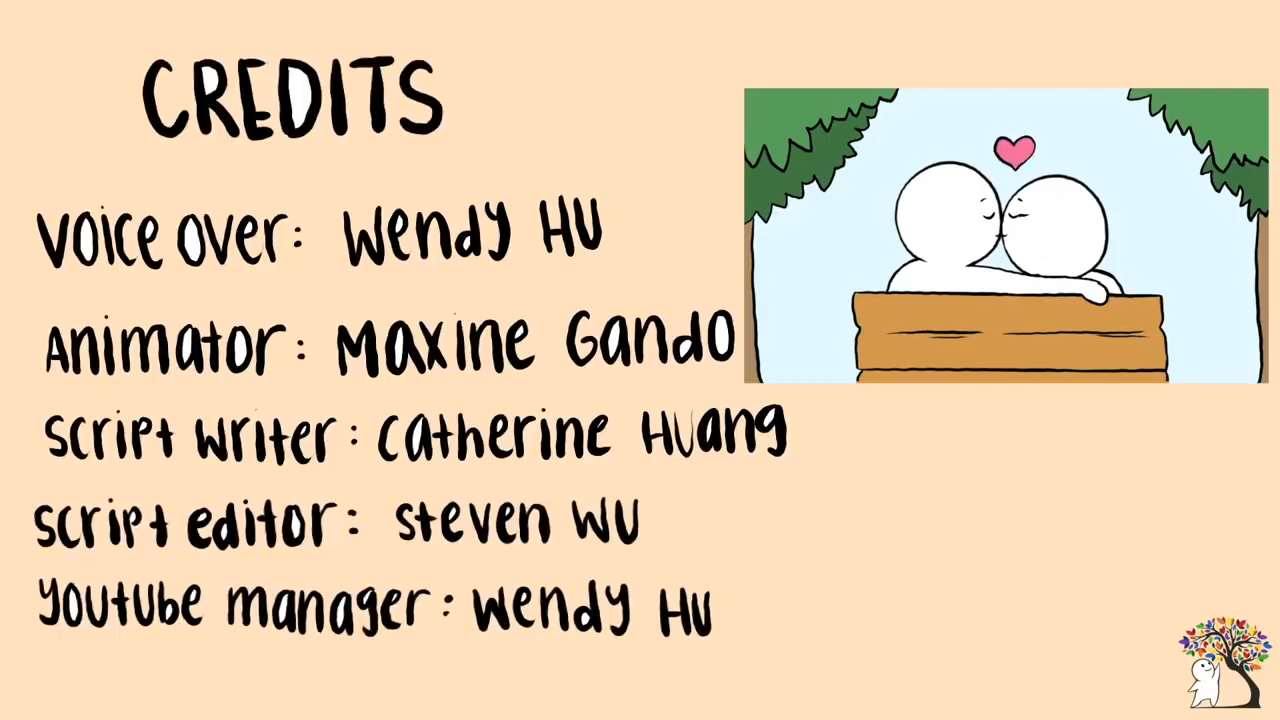 CREDITS
Voice over: Wendy HU
Animator: Maxine Gando
Script writer: Catherine Huang
Script editor: Steven WU
Youtube manager: Wendy HU